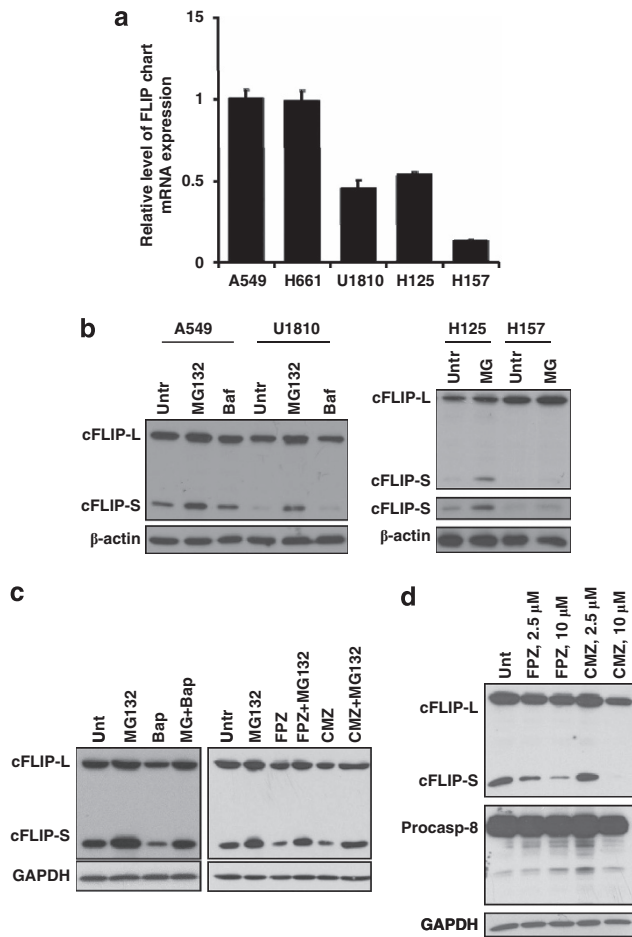 a
Relative level of FLIP chart
mRNA expression
15
1
0.5
0
A549 H661 U1810 H125 H157
b
A549 U1810
Untr MG132 Baf Untr MG132 Baf
cFLIP-L
cFLIP-S
β-actin
H125 H157
Untr MG Untr MG
cFLIP-L
cFLIP-S
cFLIP-S
β-actin
c
Unt MG132 Bap MG+Bap
Untr MG132 FPZ FPZ+MG132 CMZ CMZ+MG132
cFLIP-L
cFLIP-S
GAPDH
d
Unt FPZ, 2.5 μM FPZ, 10 μM CMZ, 2.5 μM CMZ, 10 μM
cFLIP-L
cFLIP-S
Procasp-8
GAPDH